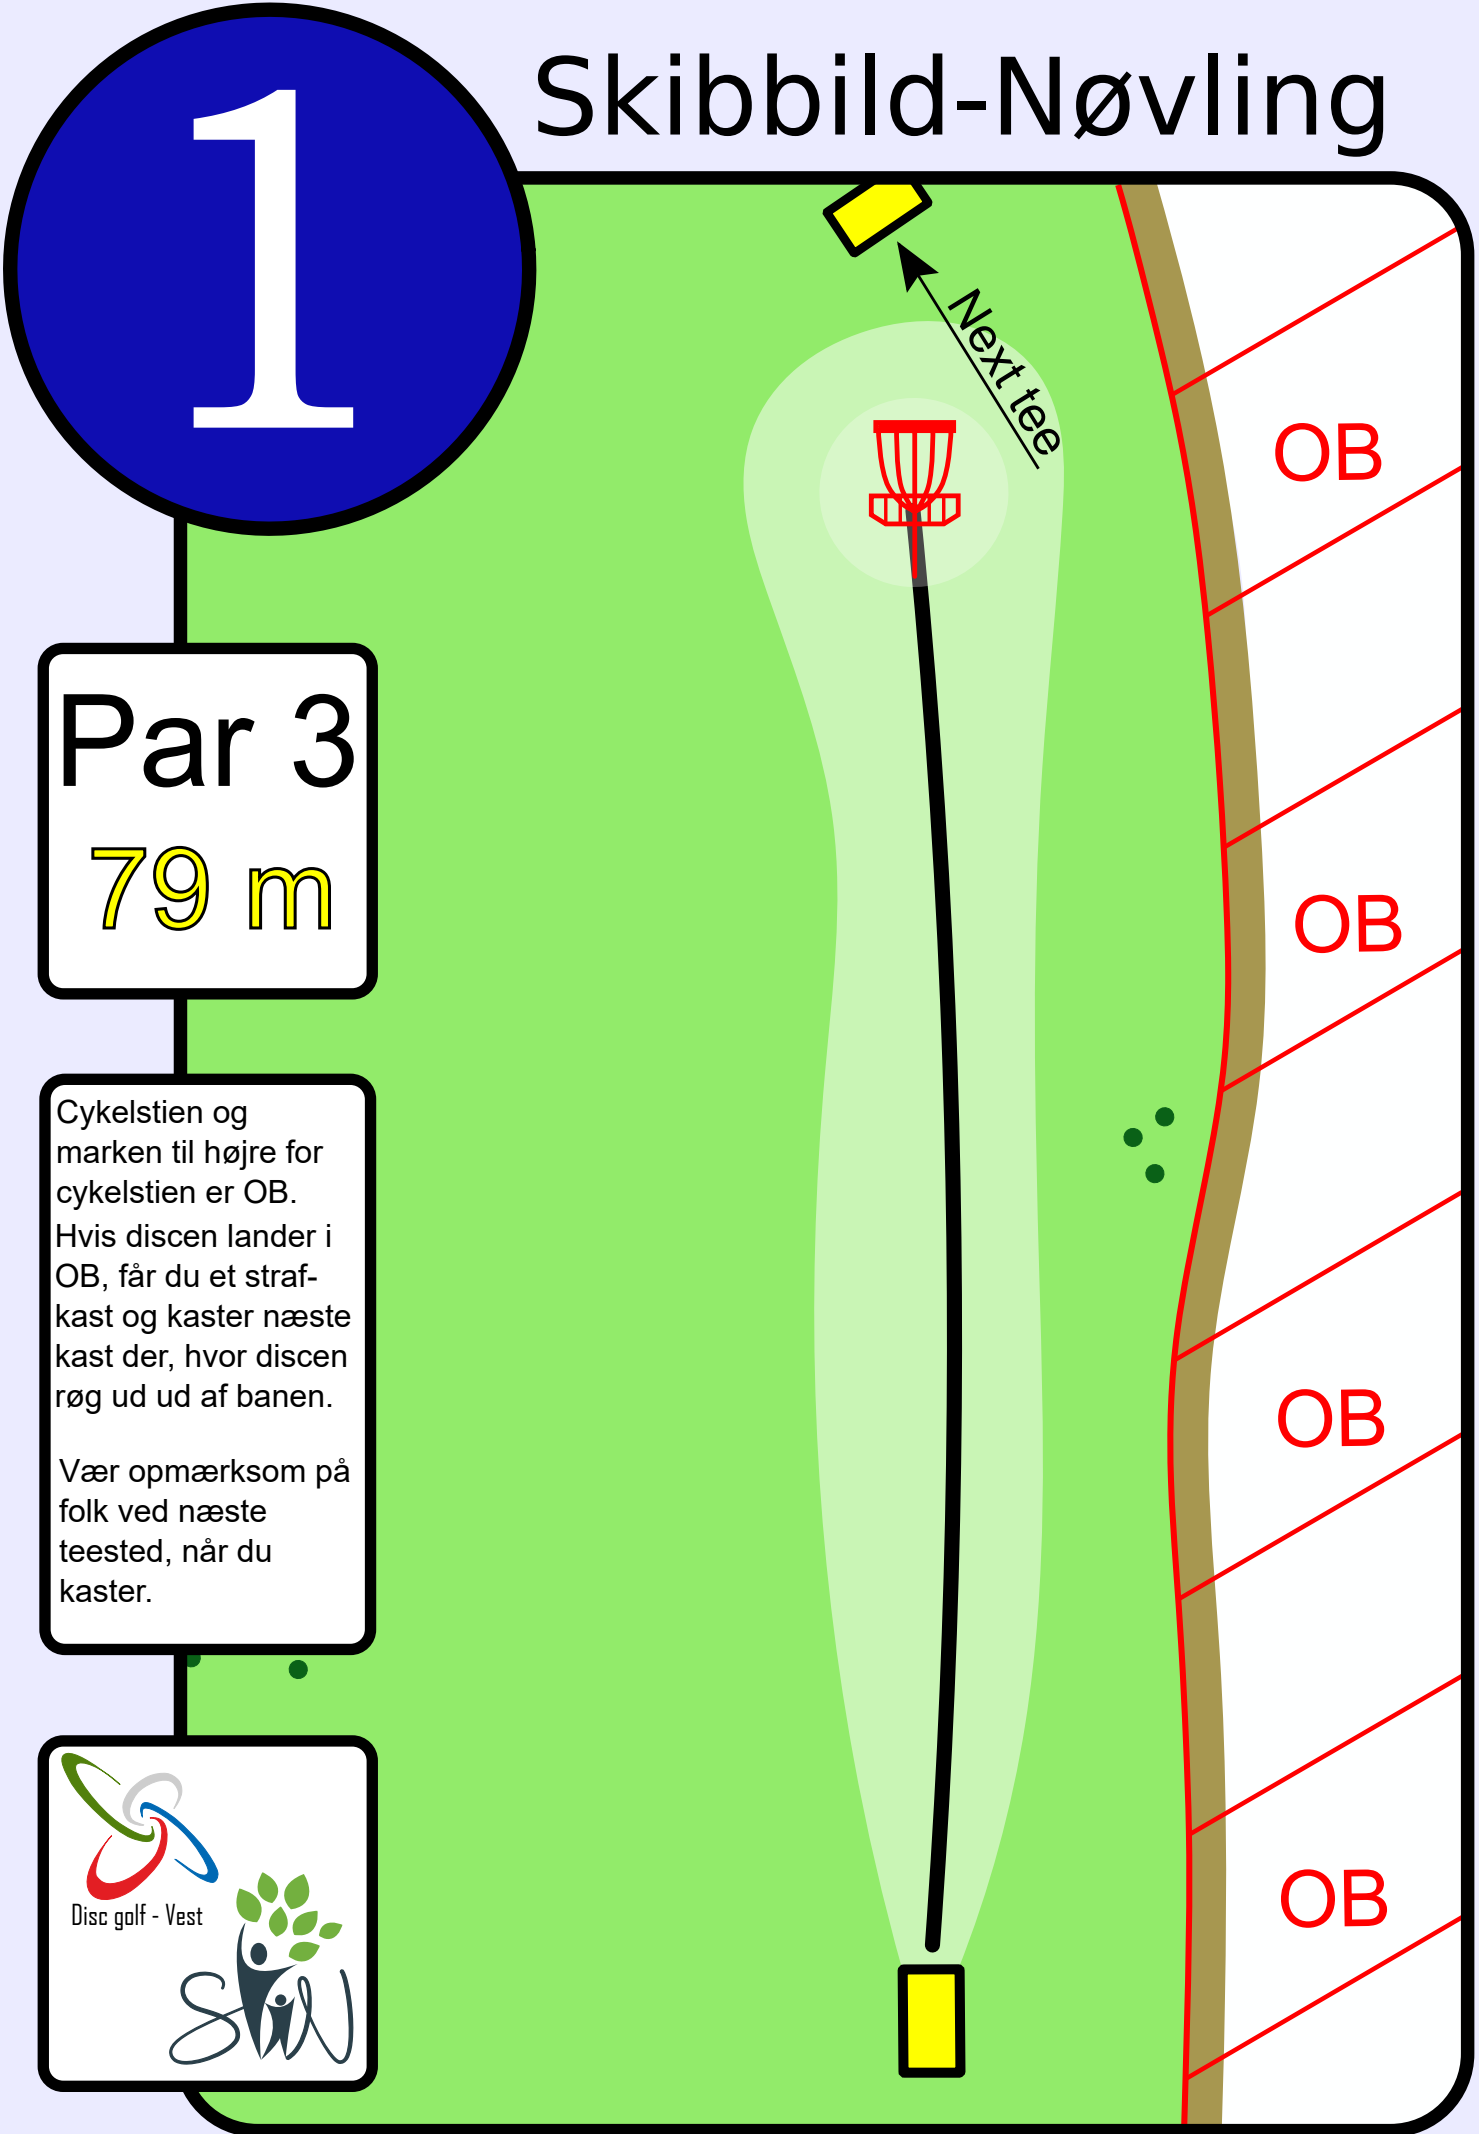 1
Skibbild-Nøvling
Next tee
OB
Par 3
79 m
OB
Cykelstien og
marken til højre for
cykelstien er OB.
Hvis discen lander i
OB, får du et straf-
kast og kaster næste
kast der, hvor discen
røg ud ud af banen.
Vær opmærksom på
folk ved næste
teested, når du
kaster.
OB
OB
Disc golf - Vest
SN